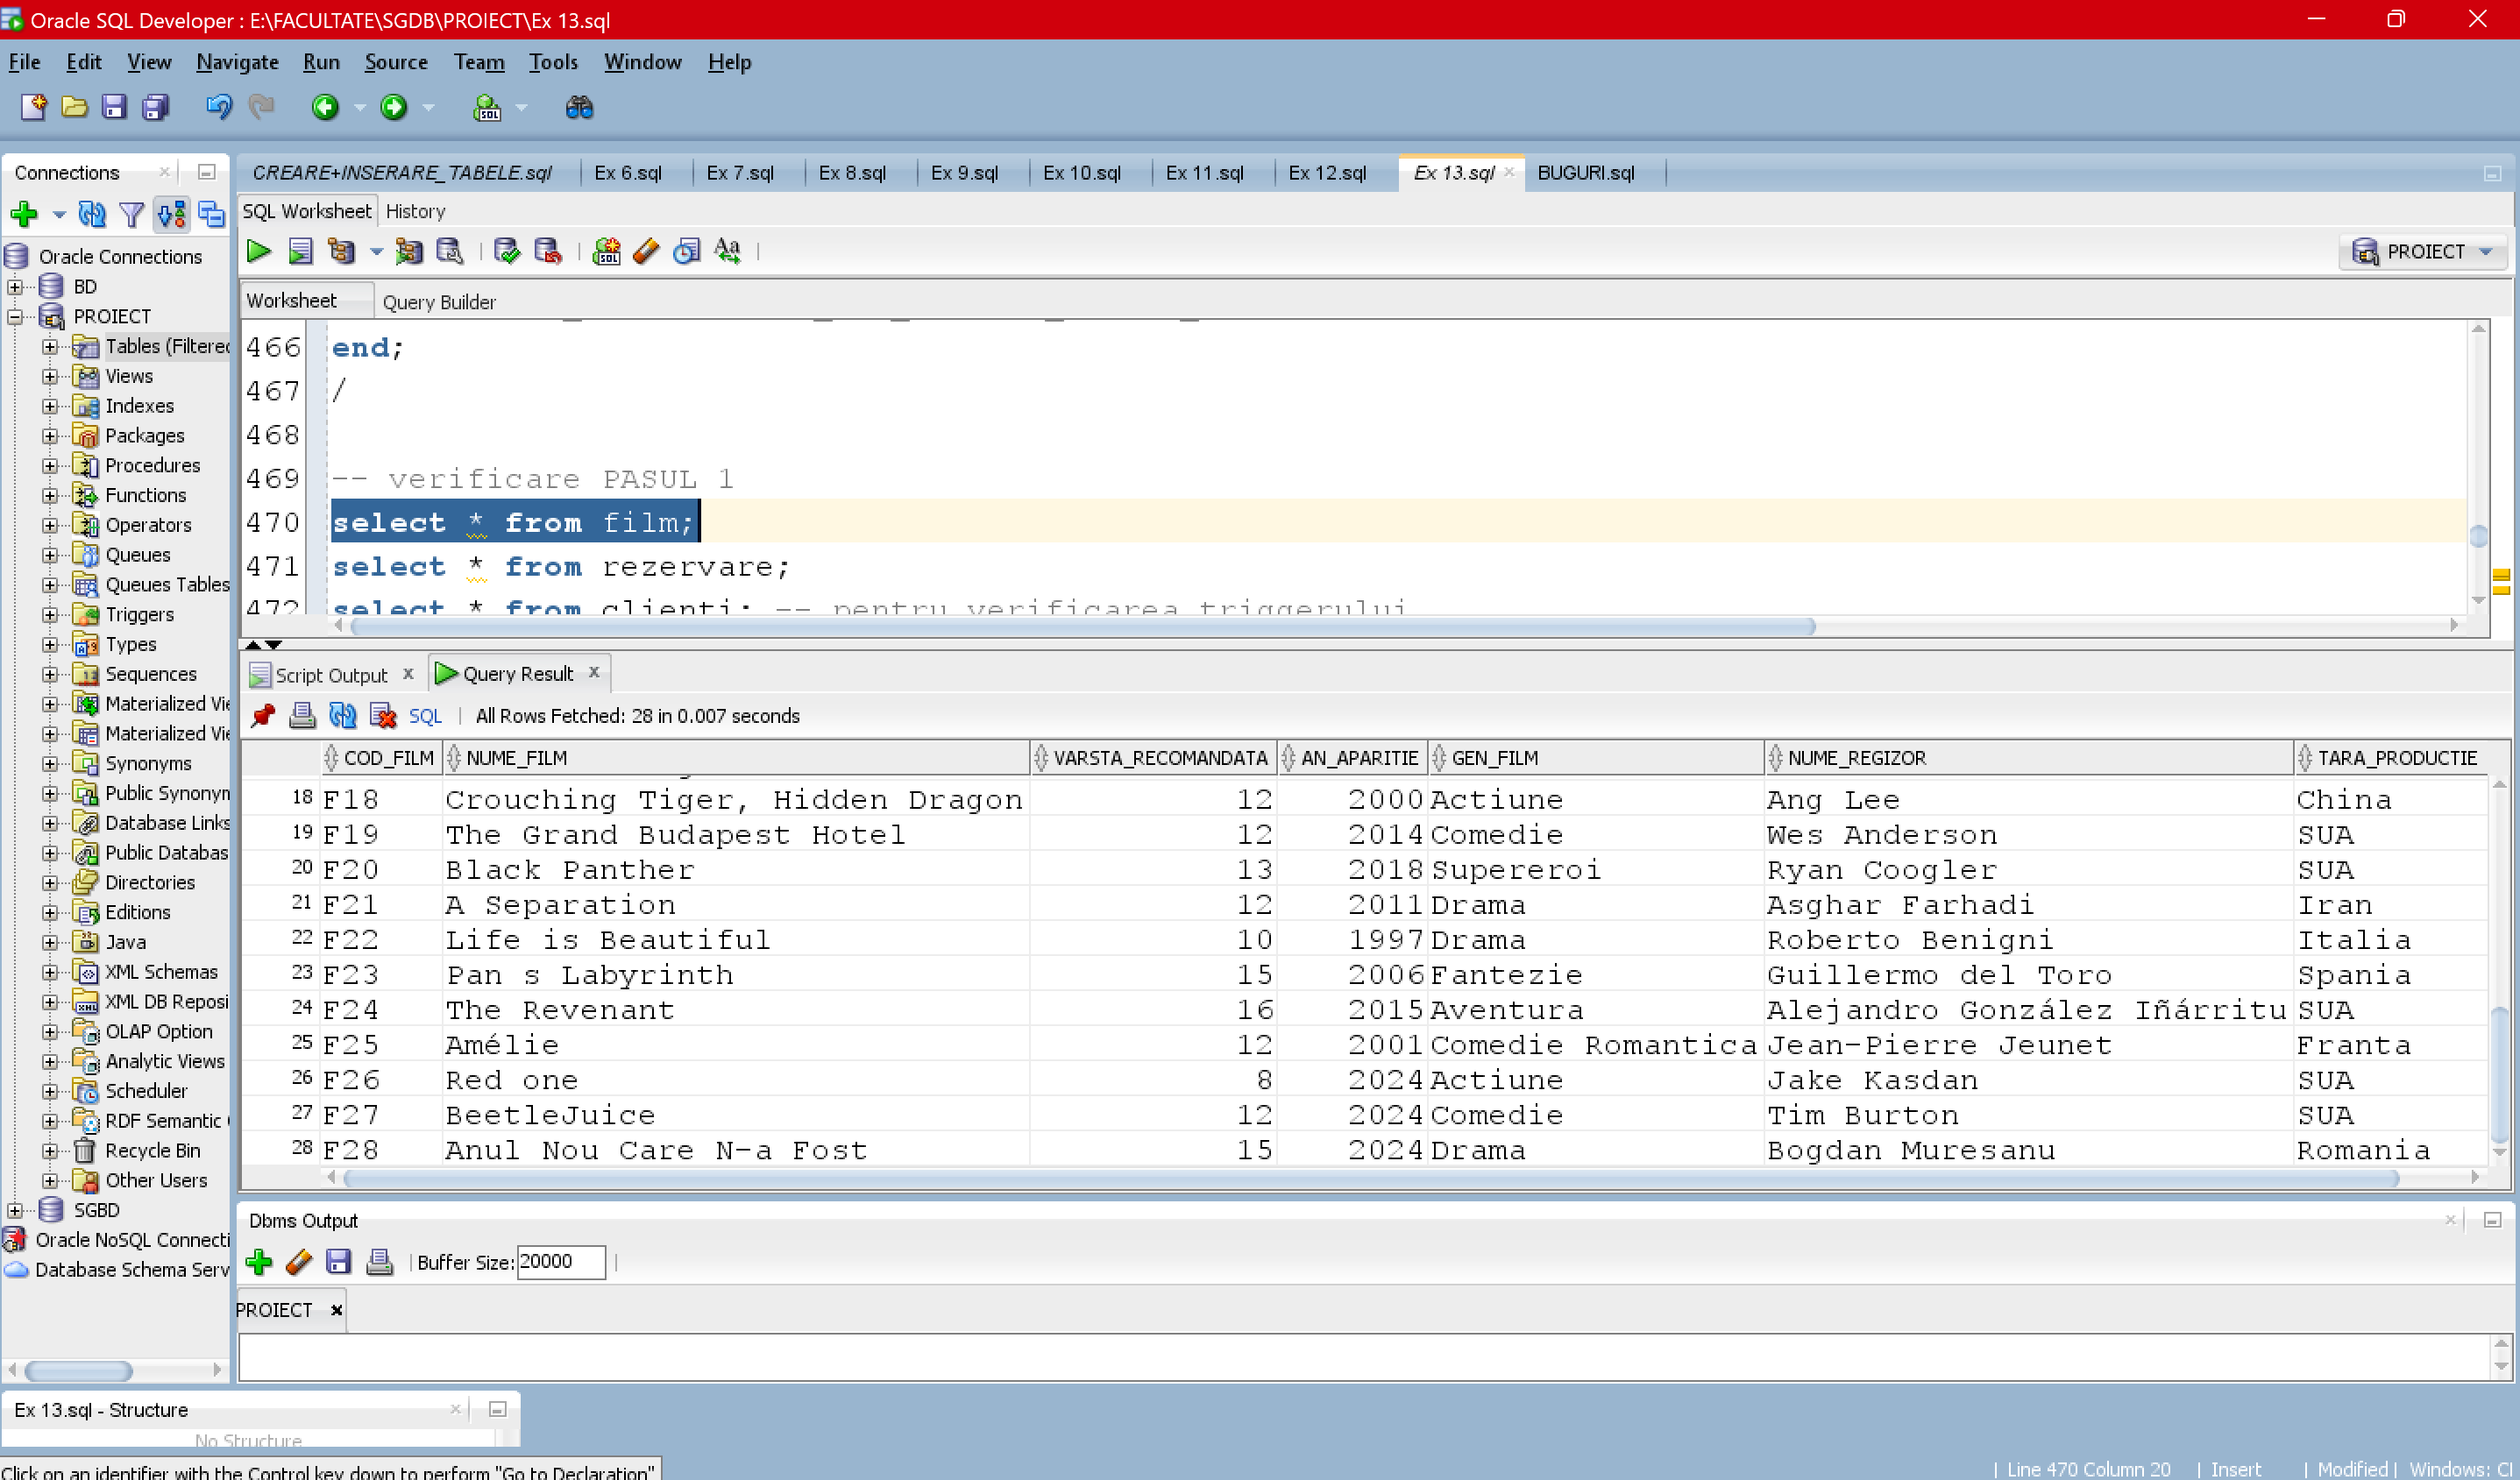 Oracle SQL Developer : E:\FACULTATE\SGDB\PROIECT\Ex 13.sql
File Edit View Navigate Run Source Team Tools Window Help
Connections
CREARE+INSERARE_TABELE.sql Ex 6.sql Ex 7.sql Ex 8.sql Ex 9.sql Ex 10.sql Ex 11.sql Ex 12.sql Ex 13.sql BUGURI.sql
SQL Worksheet History
PROIECT
Worksheet Query Builder
Oracle Connections
BD
PROIECT
Tables (Filtered
Views
Indexes
Packages
Procedures
Functions
Operators
Queues
Queues Tables
Triggers
Types
Sequences
Materialized Vie
Materialized Vie
Synonyms
Public Synonym
Database Links
Public Databas
Directories
Editions
Java
XML Schemas
XML DB Reposi
OLAP Option
Analytic Views
Scheduler
RDF Semantic
Recycle Bin
Other Users
SGBD
Oracle NoSQL Connecti
Database Schema Serv
466 end;
467 /
468
469 -- verificare PASUL 1
470 select * from film;
471 select * from rezervare;
472 select * from clienti; -- pentru verificarea triggerului
Script Output Query Result
SQL All Rows Fetched: 28 in 0.007 seconds
COD_FILM NUME_FILM VARSTA_RECOMANDATA AN_APARITIE GEN_FILM NUME_REGIZOR TARA_PRODUCTIE
18 F18 Crouching Tiger, Hidden Dragon 12 2000 Actiune Ang Lee China
19 F19 The Grand Budapest Hotel 12 2014 Comedie Wes Anderson SUA
20 F20 Black Panther 13 2018 Supereroi Ryan Coogler SUA
21 F21 A Separation 12 2011 Drama Asghar Farhadi Iran
22 F22 Life is Beautiful 10 1997 Drama Roberto Benigni Italia
23 F23 Pan s Labyrinth 15 2006 Fantezie Guillermo del Toro Spania
24 F24 The Revenant 16 2015 Aventura Alejandro González Iñárritu SUA
25 F25 Amélie 12 2001 Comedie Romantica Jean-Pierre Jeunet Franta
26 F26 Red one 8 2024 Actiune Jake Kasdan SUA
27 F27 BeetleJuice 12 2024 Comedie Tim Burton SUA
28 F28 Anul Nou Care N-a Fost 15 2024 Drama Bogdan Muresanu Romania
Dbms Output
Buffer Size: 20000
PROIECT
Ex 13.sql - Structure
No Structure
Click on an identifier with the Control key down to perform "Go to Declaration"
Line 470 Column 20 | Insert | Modified | Windows: Cl